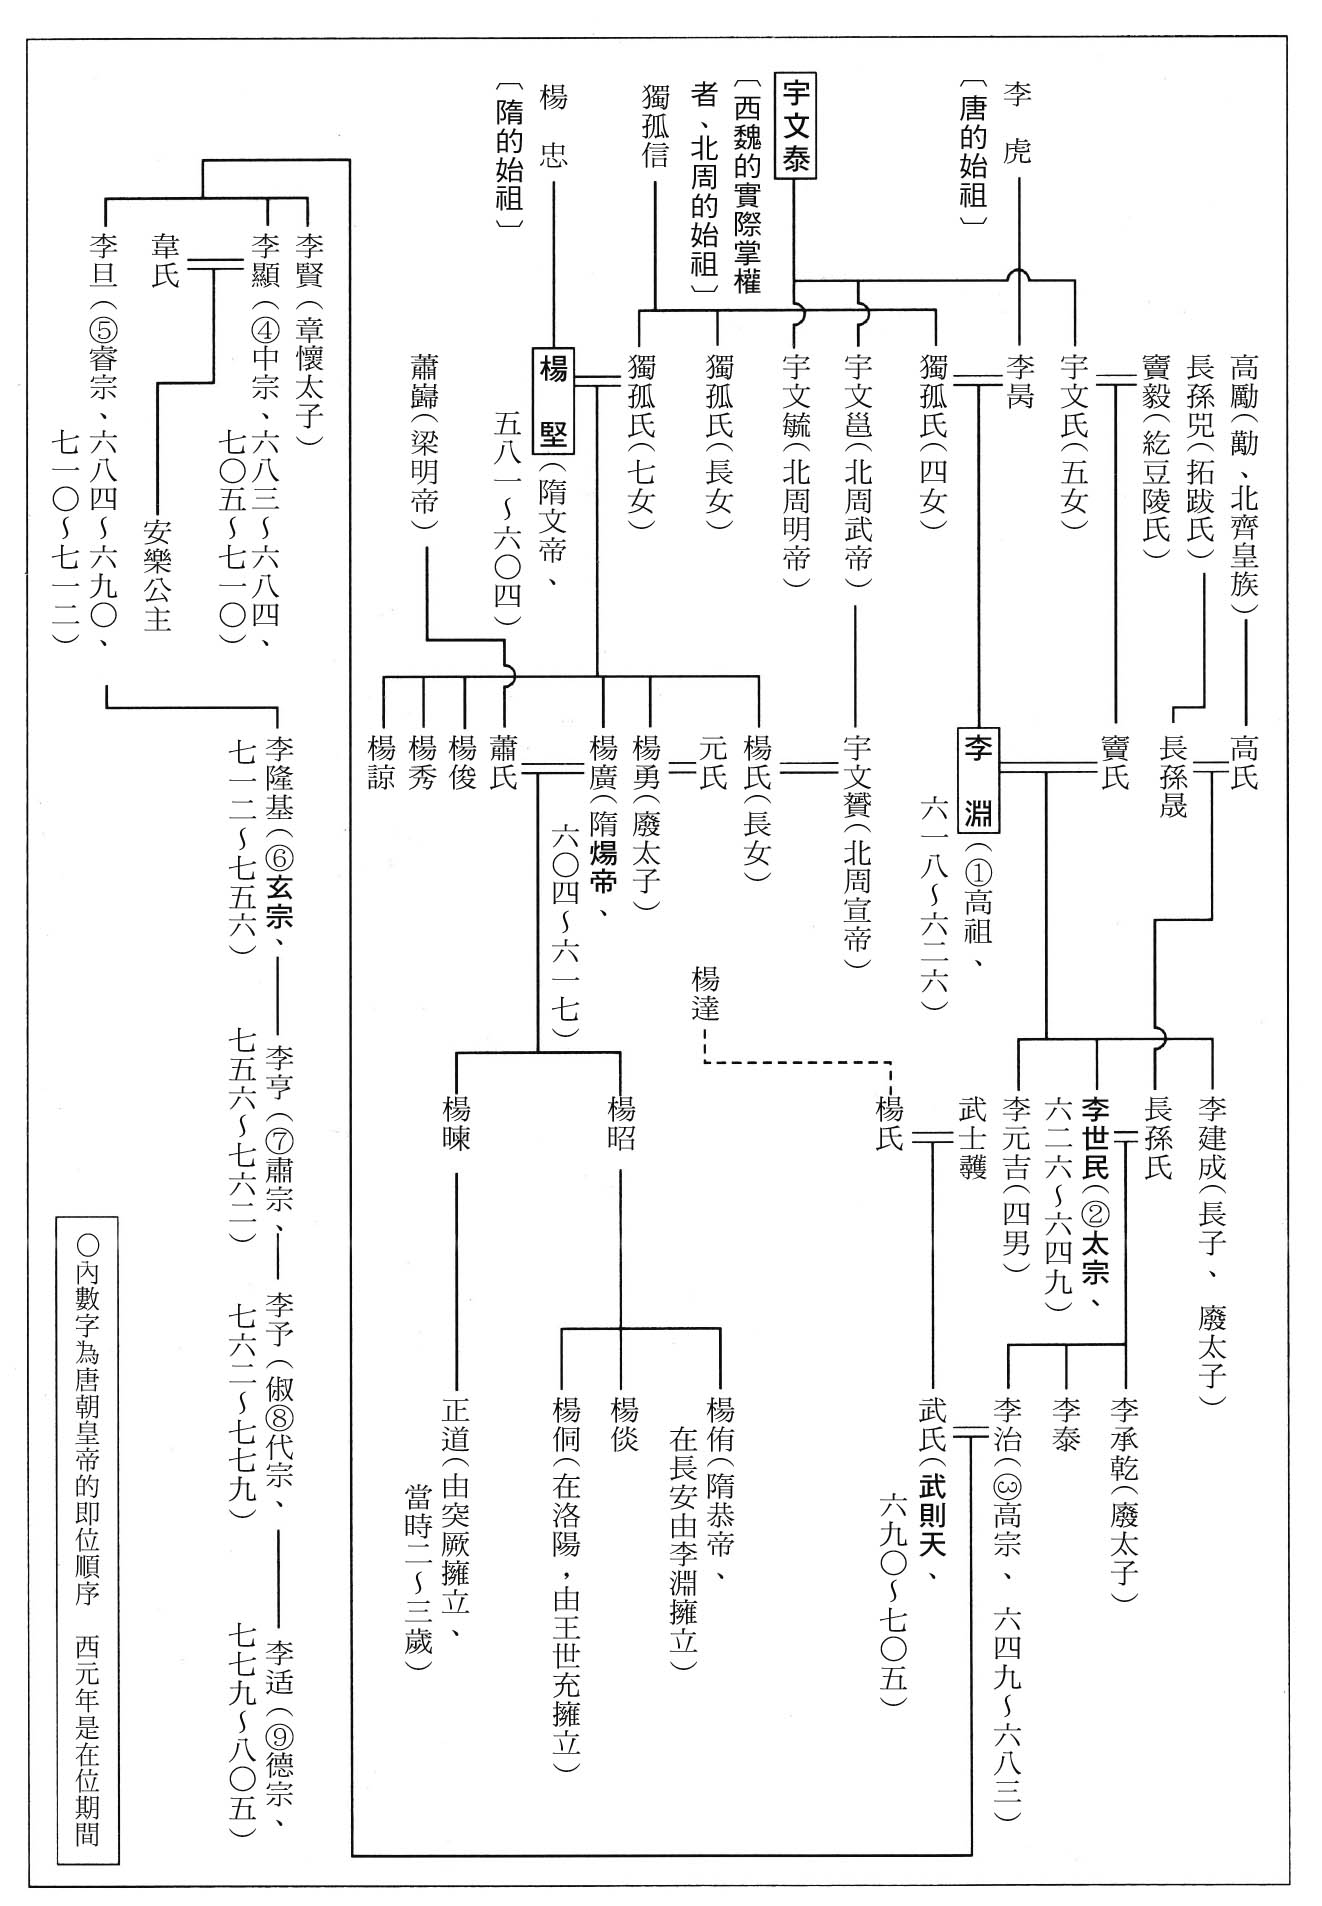 李虎
〔唐的始祖〕
宇文泰
〔西魏的實際掌權
者、北周的始祖〕
獨孤信
楊忠
〔隋的始祖〕
高勵（勱、北齊皇族）
長孫兕（拓跋氏）
竇毅（紇豆陵氏）
宇文氏（五女）
李昺
獨孤氏（四女）
宇文邕（北周武帝）
宇文毓（北周明帝）
獨孤氏（長女）
獨孤氏（七女）
楊堅（隋文帝、
五八一～六〇四）
蕭巋（梁明帝）
高氏
長孫晟
竇氏
李淵（①高祖、
六一八～六二六）
宇文贇（北周宣帝）
楊氏（長女）
元氏
楊勇（廢太子）
楊廣（隋煬帝、
六〇四～六一七）
蕭氏
楊俊
楊秀
楊諒
楊達
李建成（長子、廢太子）
長孫氏
李世民（②太宗、
六二六～六四九）
李元吉（四男）
武士彠
楊氏
楊昭
楊暕
李承乾（廢太子）
李泰
李治（③高宗、六四九～六八三）
武氏（武則天、
六九〇～七〇五）
楊侑（隋恭帝、
在長安由李淵擁立）
楊倓
楊侗（在洛陽，由王世充擁立）
正道（由突厥擁立、
當時二～三歲）
李賢（章懷太子）
李顯（④中宗、六八三～六八四、
七〇五～七一〇）
韋氏
安樂公主
李旦（⑤睿宗、六八四～六九〇、
七一〇～七一二）
李隆基（⑥玄宗、
七一二～七五六）
李亨（⑦肅宗、
七五六～七六二）
李予（俶⑧代宗、
七六二～七七九）
李适（⑨德宗、
七七九～八〇五）
〇內數字為唐朝皇帝的即位順序　西元年是在位期間